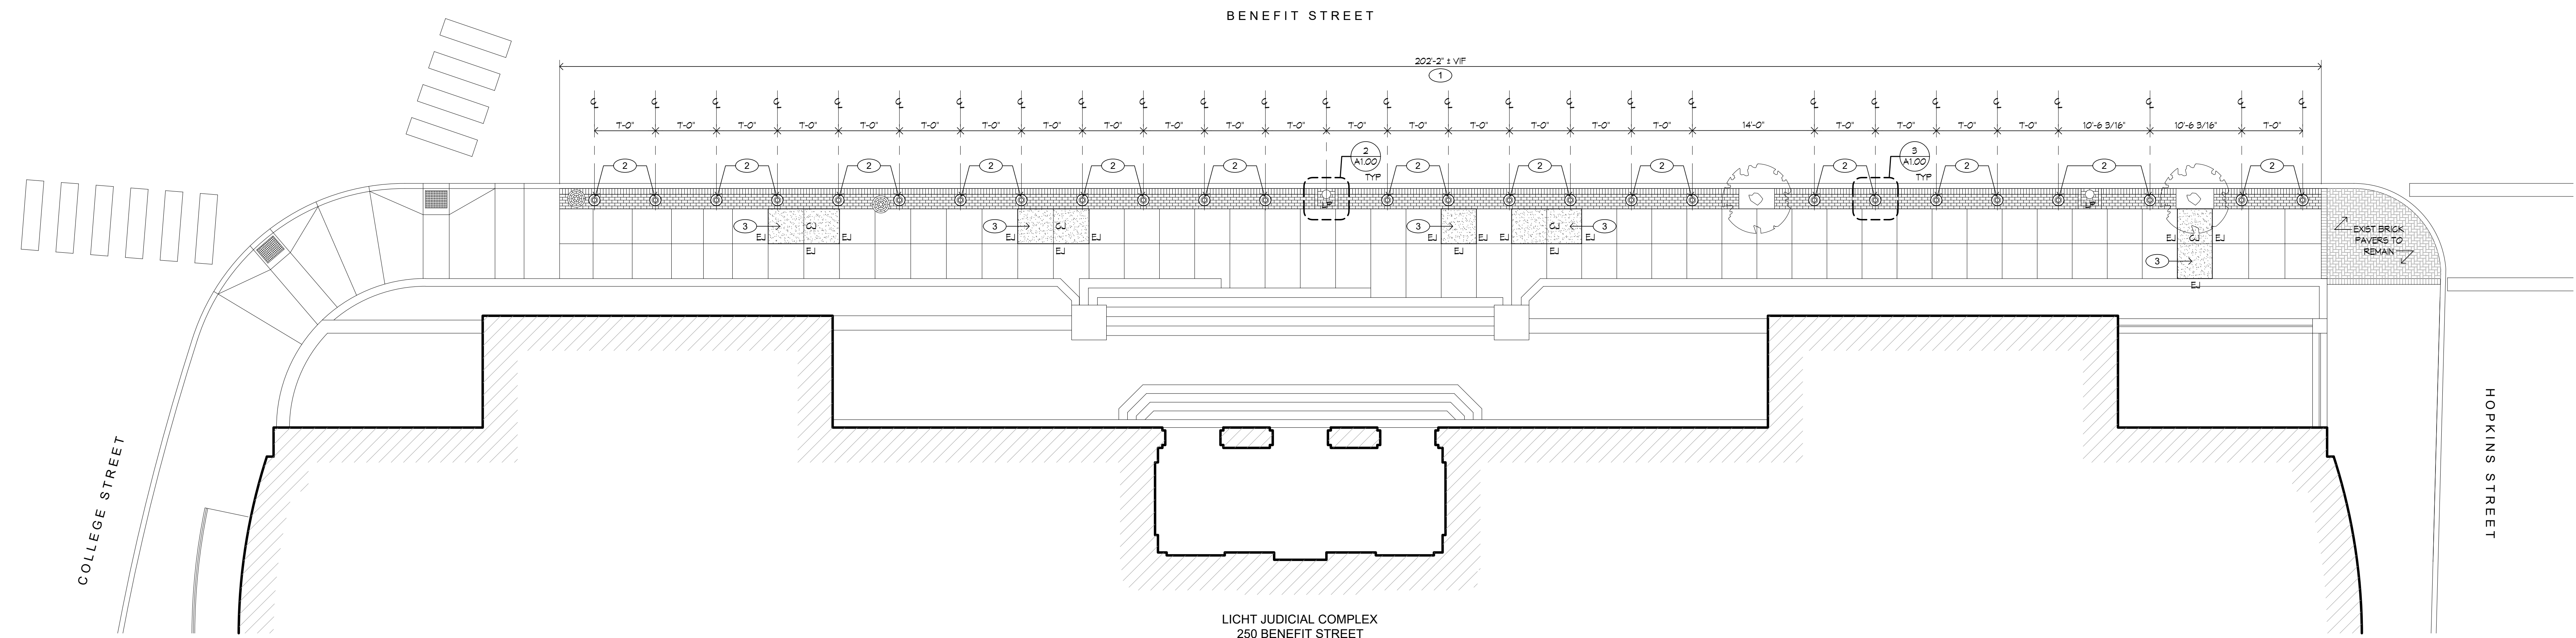 BENEFIT STREET
202'-2" ± VIF
1
℄ ℄ ℄ ℄ ℄ ℄ ℄ ℄ ℄ ℄ ℄ ℄ ℄ ℄ ℄ ℄ ℄ ℄ ℄ ℄ ℄ ℄ ℄ ℄ ℄ ℄ ℄
7'-0" 7'-0" 7'-0" 7'-0" 7'-0" 7'-0" 7'-0" 7'-0" 7'-0" 7'-0" 7'-0" 7'-0" 7'-0" 7'-0" 7'-0" 7'-0" 7'-0" 7'-0" 14'-0" 7'-0" 7'-0" 7'-0" 7'-0" 10'-6 3/16" 10'-6 3/16" 7'-0"
2 2 2 2 2 2 2 2 2 2 2 2 2
2
A1.00
TYP
3
A1.00
TYP
LP LP
3 CJ EJ EJ EJ
3 CJ EJ EJ EJ
3 EJ EJ EJ
3 CJ EJ EJ EJ
3 CJ EJ EJ EJ
EXIST BRICK
PAVERS TO
REMAIN
COLLEGE STREET
HOPKINS STREET
LICHT JUDICIAL COMPLEX
250 BENEFIT STREET